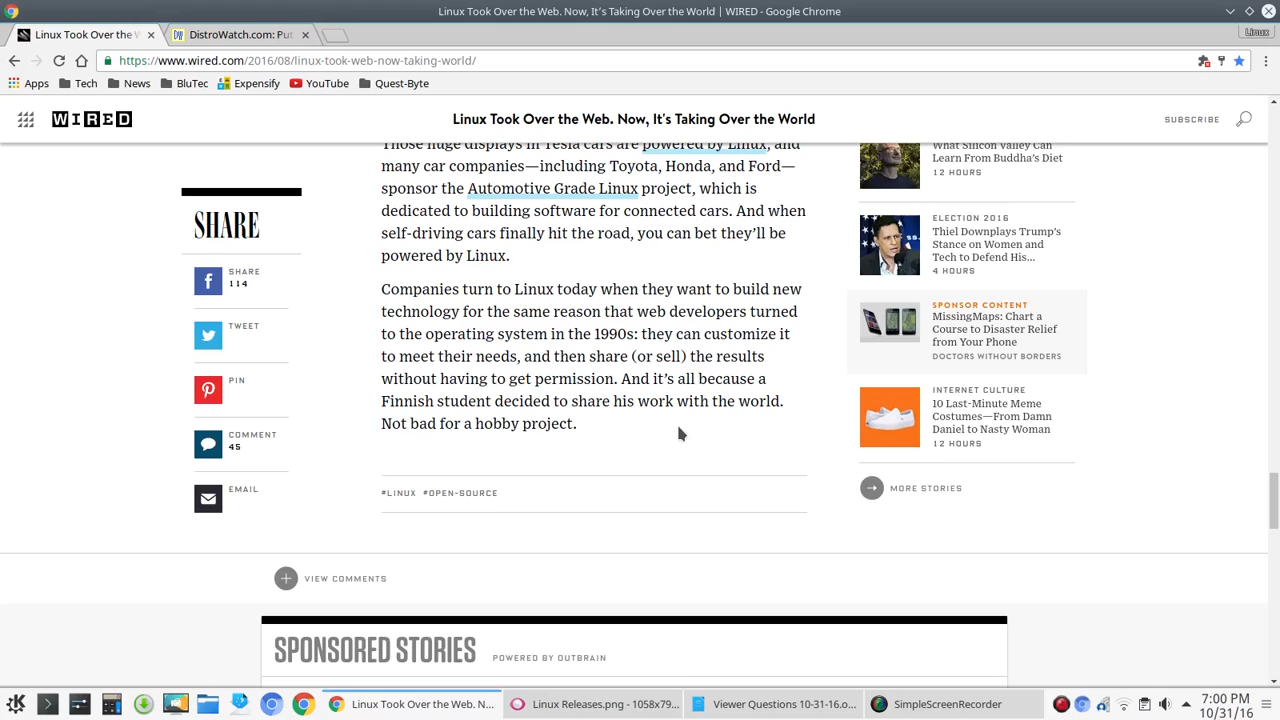 Linux Took Over the Web. Now, It's Taking Over the World | WIRED - Google Chrome
Linux Took Over the W
DistroWatch.com: Put
Linux
https://www.wired.com/2016/08/linux-took-web-now-taking-world/
Apps Tech News BluTec Expensify YouTube Quest-Byte
WIRED
Linux Took Over the Web. Now, It's Taking Over the World
SUBSCRIBE
Those huge displays in Tesla cars are powered by Linux, and
many car companies—including Toyota, Honda, and Ford—
sponsor the Automotive Grade Linux project, which is
dedicated to building software for connected cars. And when
self-driving cars finally hit the road, you can bet they'll be
powered by Linux.
Companies turn to Linux today when they want to build new
technology for the same reason that web developers turned
to the operating system in the 1990s: they can customize it
to meet their needs, and then share (or sell) the results
without having to get permission. And it's all because a
Finnish student decided to share his work with the world.
Not bad for a hobby project.
#LINUX #OPEN-SOURCE
SHARE
SHARE
114
TWEET
PIN
COMMENT
45
EMAIL
What Silicon Valley Can
Learn From Buddha's Diet
12 HOURS
ELECTION 2016
Thiel Downplays Trump's
Stance on Women and
Tech to Defend His...
4 HOURS
SPONSOR CONTENT
MissingMaps: Chart a
Course to Disaster Relief
from Your Phone
DOCTORS WITHOUT BORDERS
INTERNET CULTURE
10 Last-Minute Meme
Costumes—From Damn
Daniel to Nasty Woman
12 HOURS
MORE STORIES
VIEW COMMENTS
SPONSORED STORIES
POWERED BY OUTBRAIN
Linux Took Over the Web. N...
Linux Releases.png - 1058x79...
Viewer Questions 10-31-16.o...
SimpleScreenRecorder
7:00 PM
10/31/16